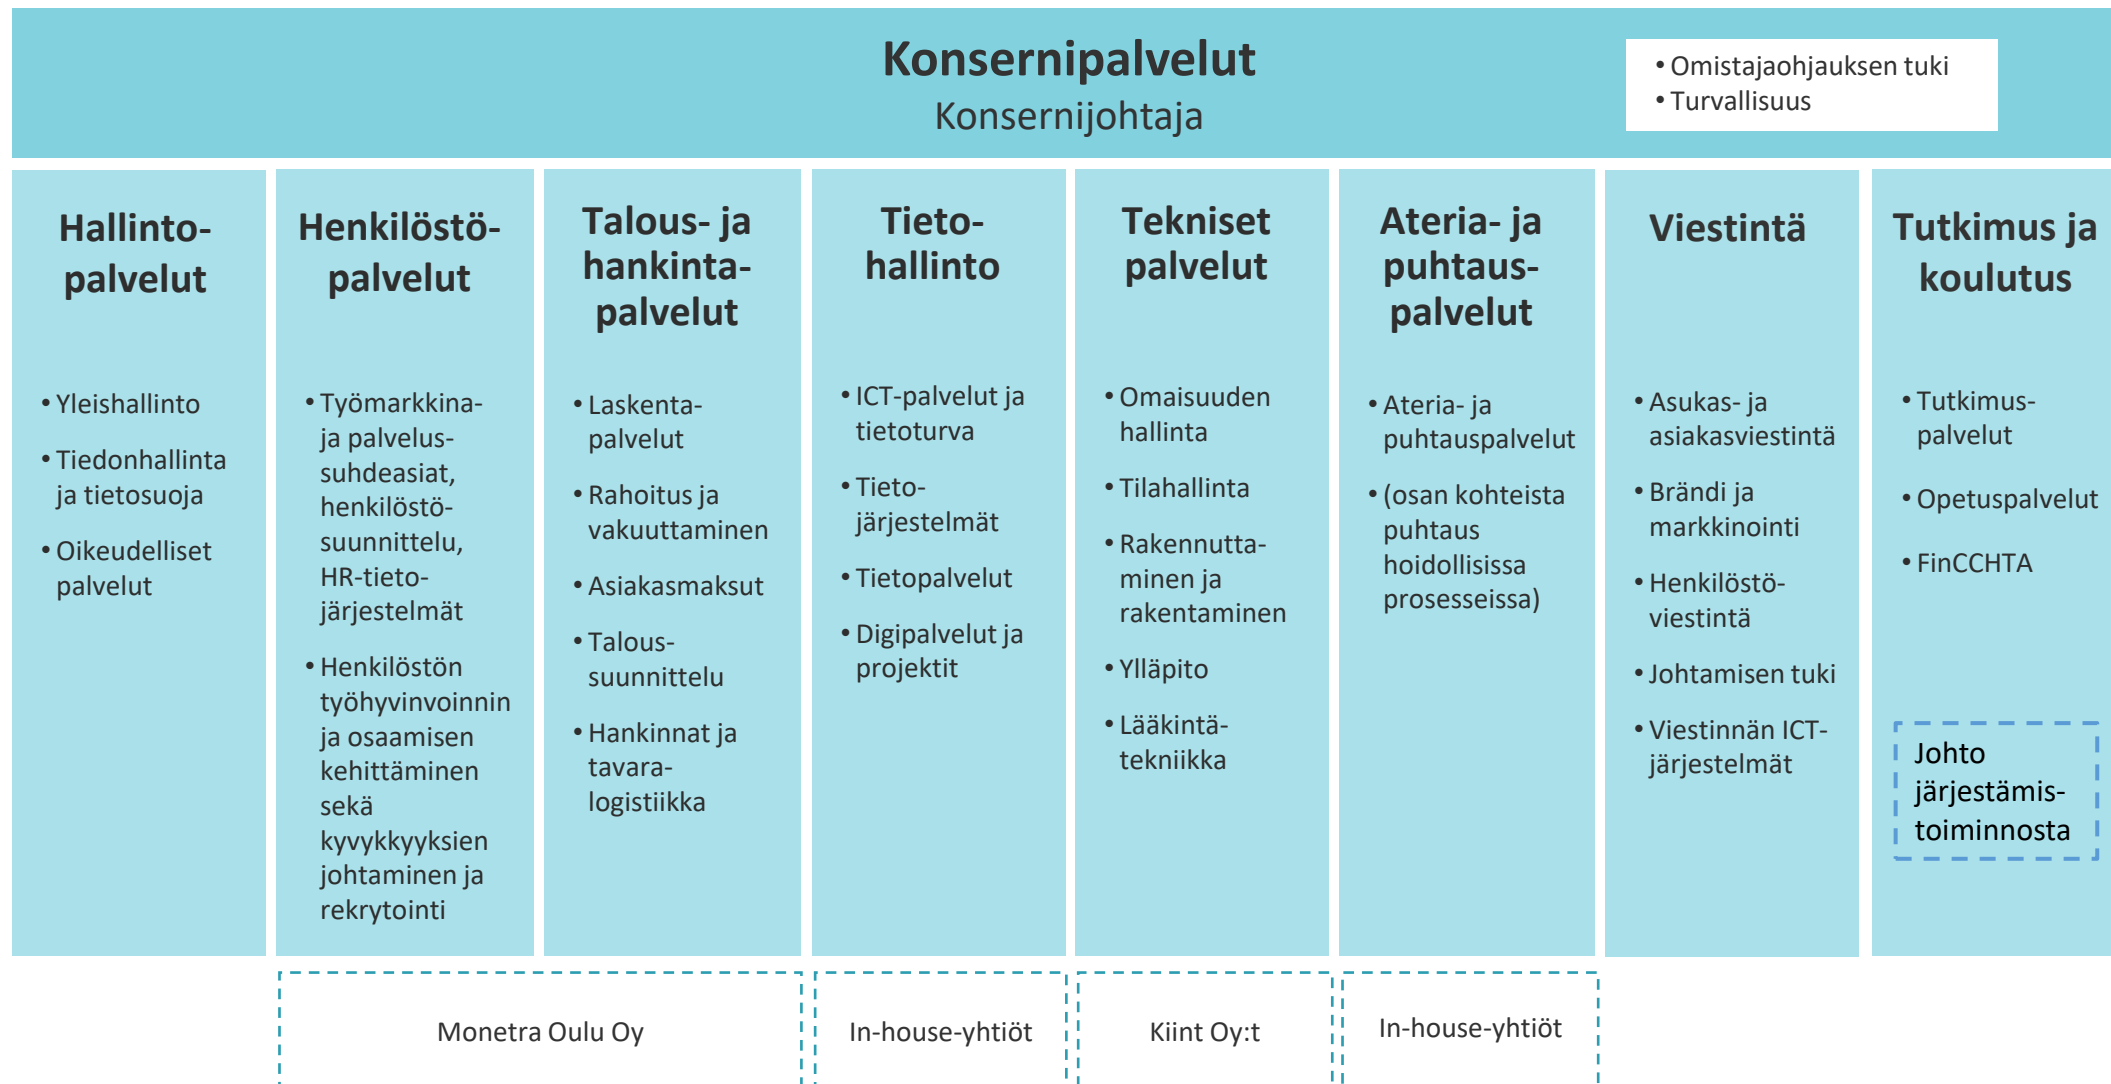 Konsernipalvelut
Konsernijohtaja
• Omistajaohjauksen tuki
• Turvallisuus
Hallinto-
palvelut
• Yleishallinto
• Tiedonhallinta
ja tietosuoja
• Oikeudelliset
palvelut
Henkilöstö-
palvelut
• Työmarkkina-
ja palvelus-
suhdeasiat,
henkilöstö-
suunnittelu,
HR-tieto-
järjestelmät
• Henkilöstön
työhyvinvoinnin
ja osaamisen
kehittäminen
sekä
kyvykkyyksien
johtaminen ja
rekrytointi
Talous- ja
hankinta-
palvelut
• Laskenta-
palvelut
• Rahoitus ja
vakuuttaminen
• Asiakasmaksut
• Talous-
suunnittelu
• Hankinnat ja
tavara-
logistiikka
Tieto-
hallinto
• ICT-palvelut ja
tietoturva
• Tieto-
järjestelmät
• Tietopalvelut
• Digipalvelut ja
projektit
Tekniset
palvelut
• Omaisuuden
hallinta
• Tilahallinta
• Rakennutta-
minen ja
rakentaminen
• Ylläpito
• Lääkintä-
tekniikka
Ateria- ja
puhtaus-
palvelut
• Ateria- ja
puhtauspalvelut
• (osan kohteista
puhtaus
hoidollisissa
prosesseissa)
Viestintä
• Asukas- ja
asiakasviestintä
• Brändi ja
markkinointi
• Henkilöstö-
viestintä
• Johtamisen tuki
• Viestinnän ICT-
järjestelmät
Tutkimus ja
koulutus
• Tutkimus-
palvelut
• Opetuspalvelut
• FinCCHTA
Johto
järjestämis-
toiminnosta
Monetra Oulu Oy
In-house-yhtiöt
Kiint Oy:t
In-house-yhtiöt